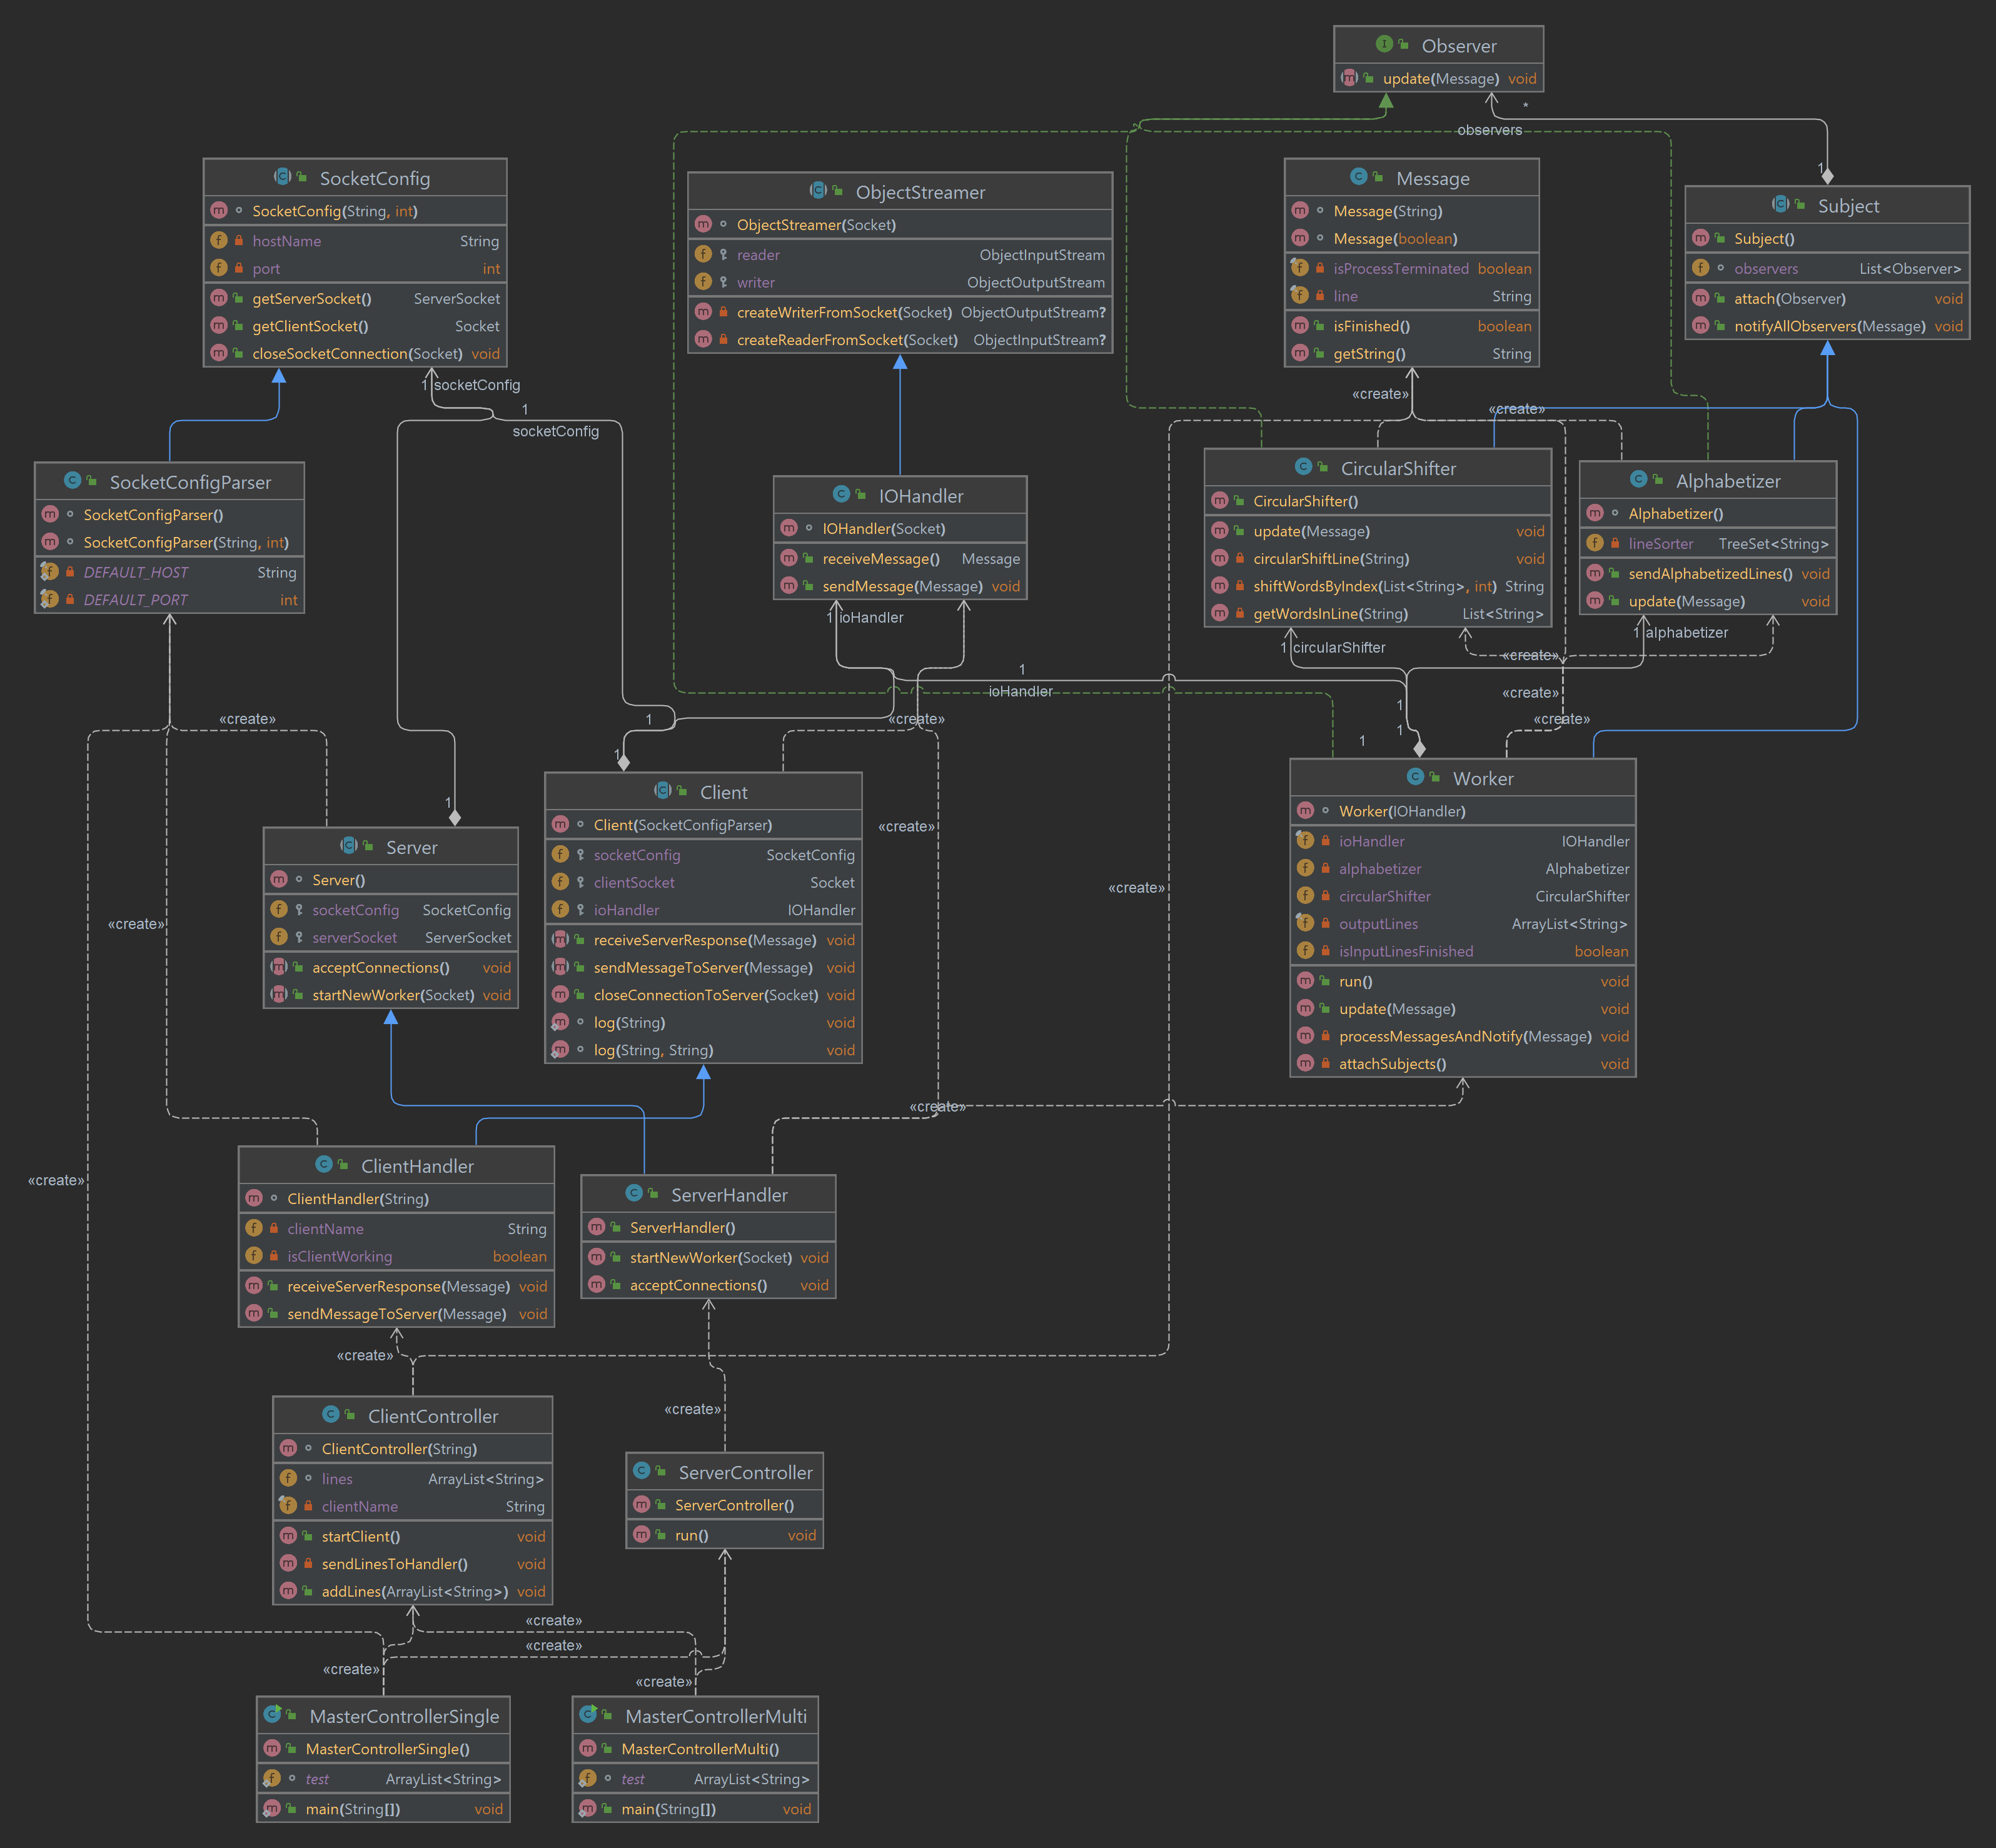 Observer
update(Message) void
*
observers
1
SocketConfig
SocketConfig(String, int)
hostName String
port int
getServerSocket() ServerSocket
getClientSocket() Socket
closeSocketConnection(Socket) void
ObjectStreamer
ObjectStreamer(Socket)
reader ObjectInputStream
writer ObjectOutputStream
createWriterFromSocket(Socket) ObjectOutputStream?
createReaderFromSocket(Socket) ObjectInputStream?
Message
Message(String)
Message(boolean)
isProcessTerminated boolean
line String
isFinished() boolean
getString() String
Subject
Subject()
observers List<Observer>
attach(Observer) void
notifyAllObservers(Message) void
1 socketConfig
1
socketConfig
«create»
«create»
SocketConfigParser
SocketConfigParser()
SocketConfigParser(String, int)
DEFAULT_HOST String
DEFAULT_PORT int
IOHandler
IOHandler(Socket)
receiveMessage() Message
sendMessage(Message) void
CircularShifter
CircularShifter()
update(Message) void
circularShiftLine(String) void
shiftWordsByIndex(List<String>, int) String
getWordsInLine(String) List<String>
Alphabetizer
Alphabetizer()
lineSorter TreeSet<String>
sendAlphabetizedLines() void
update(Message) void
1 ioHandler
1 circularShifter
1 alphabetizer
«create»
1
ioHandler
«create»
1
«create»
1
«create»
«create»
1
1
1
1
Server
Server()
socketConfig SocketConfig
serverSocket ServerSocket
acceptConnections() void
startNewWorker(Socket) void
Client
Client(SocketConfigParser)
socketConfig SocketConfig
clientSocket Socket
ioHandler IOHandler
receiveServerResponse(Message) void
sendMessageToServer(Message) void
closeConnectionToServer(Socket) void
log(String) void
log(String, String) void
Worker
Worker(IOHandler)
ioHandler IOHandler
alphabetizer Alphabetizer
circularShifter CircularShifter
outputLines ArrayList<String>
isInputLinesFinished boolean
run() void
update(Message) void
processMessagesAndNotify(Message) void
attachSubjects() void
«create»
«create»
«create»
«create»
«create»
ClientHandler
ClientHandler(String)
clientName String
isClientWorking boolean
receiveServerResponse(Message) void
sendMessageToServer(Message) void
ServerHandler
ServerHandler()
startNewWorker(Socket) void
acceptConnections() void
«create»
«create»
ClientController
ClientController(String)
lines ArrayList<String>
clientName String
startClient() void
sendLinesToHandler() void
addLines(ArrayList<String>) void
ServerController
ServerController()
run() void
«create»
«create»
«create»
«create»
MasterControllerSingle
MasterControllerSingle()
test ArrayList<String>
main(String[]) void
MasterControllerMulti
MasterControllerMulti()
test ArrayList<String>
main(String[]) void